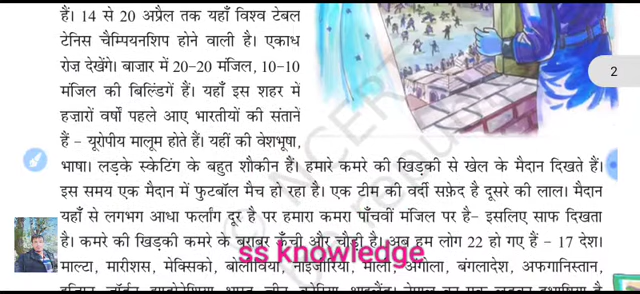 हैं। 14 से 20 अप्रैल तक यहाँ विश्व टेबल
टेनिस चैम्पियनशिप होने वाली है। एकाध
रोज़ देखेंगे। बाज़ार में 20-20 मंज़िल, 10-10
मंज़िल की बिल्डिंगें हैं। यहाँ इस शहर में
हज़ारों वर्षों पहले आए भारतीयों की संतानें
हैं – यूरोपीय मालूम होते हैं। यहीं की वेशभूषा,
भाषा। लड़के स्केटिंग के बहुत शौकीन हैं। हमारे कमरे की खिड़की से खेल के मैदान दिखते हैं।
इस समय एक मैदान में फुटबॉल मैच हो रहा है। एक टीम की वर्दी सफ़ेद है दूसरे की लाल। मैदान
यहाँ से लगभग आधा फर्लांग दूर है पर हमारा कमरा पाँचवीं मंज़िल पर है– इसलिए साफ दिखता
है। कमरे की खिड़की कमरे के बराबर ऊँची और चौड़ी है। अब हम लोग 22 हो गए हैं – 17 देश।
माल्टा, मारीशस, मेक्सिको, बोलीविया, नाइजीरिया, माली, अंगोला, बंगलादेश, अफगानिस्तान,
2
© NCERT
ss knowledge